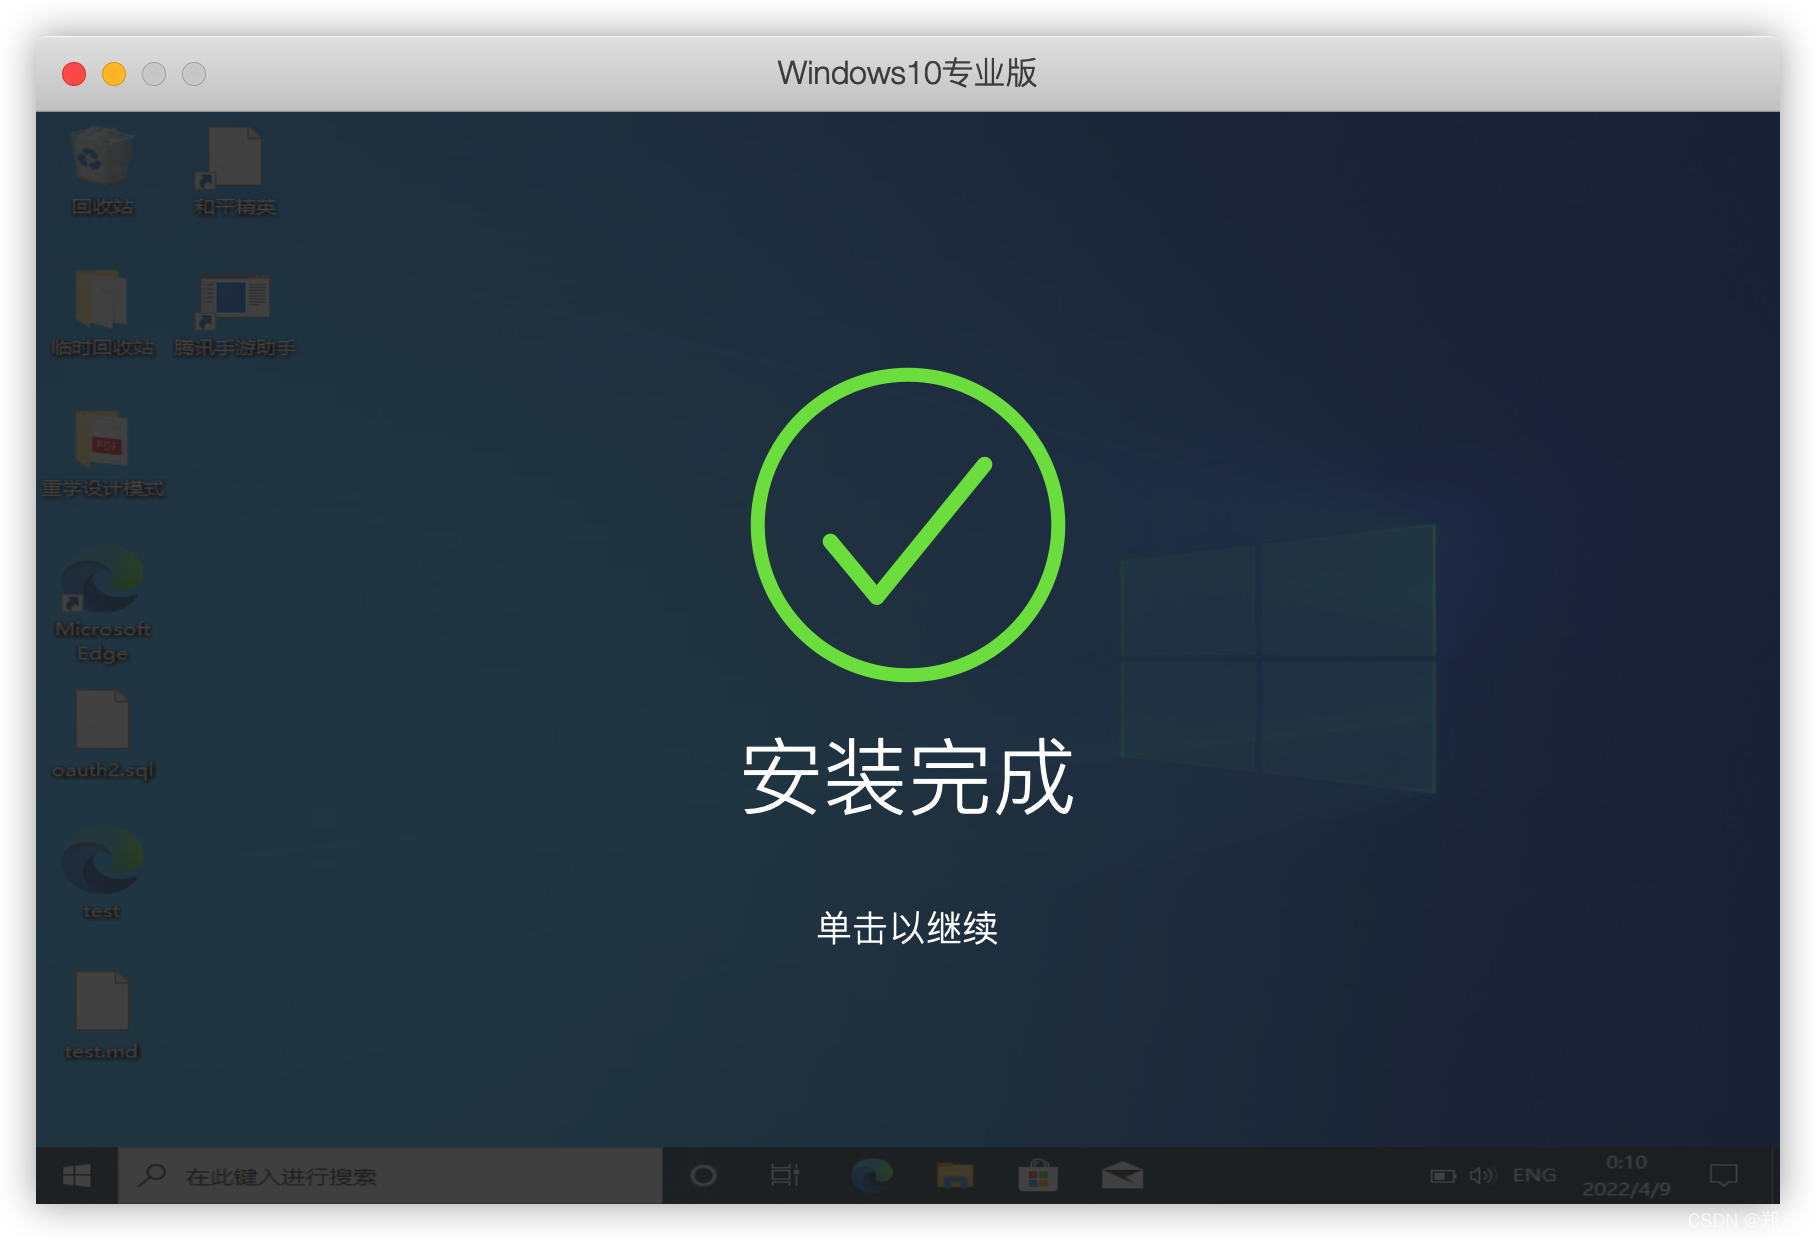 Windows10专业版
回收站
和平精英
临时回收站
腾讯手游助手
PDF
重学设计模式
Microsoft
Edge
oauth2.sql
test
test.md
安装完成
单击以继续
在此键入进行搜索
ENG
0:10
2022/4/9
CSDN